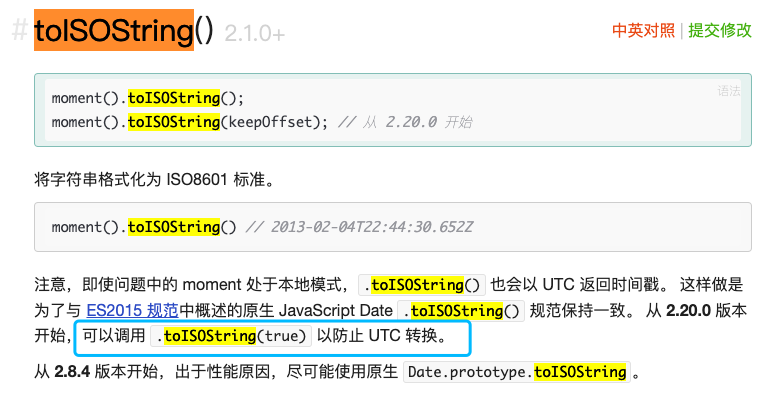 # toISOString() 2.1.0+
中英对照 | 提交修改
语法
moment().toISOString();
moment().toISOString(keepOffset); // 从 2.20.0 开始
将字符串格式化为 ISO8601 标准。
moment().toISOString() // 2013-02-04T22:44:30.652Z
注意，即使问题中的 moment 处于本地模式， .toISOString() 也会以 UTC 返回时间戳。 这样做是
为了与 ES2015 规范中概述的原生 JavaScript Date .toISOString() 规范保持一致。 从 2.20.0 版本
开始，可以调用 .toISOString(true) 以防止 UTC 转换。
从 2.8.4 版本开始，出于性能原因，尽可能使用原生 Date.prototype.toISOString 。